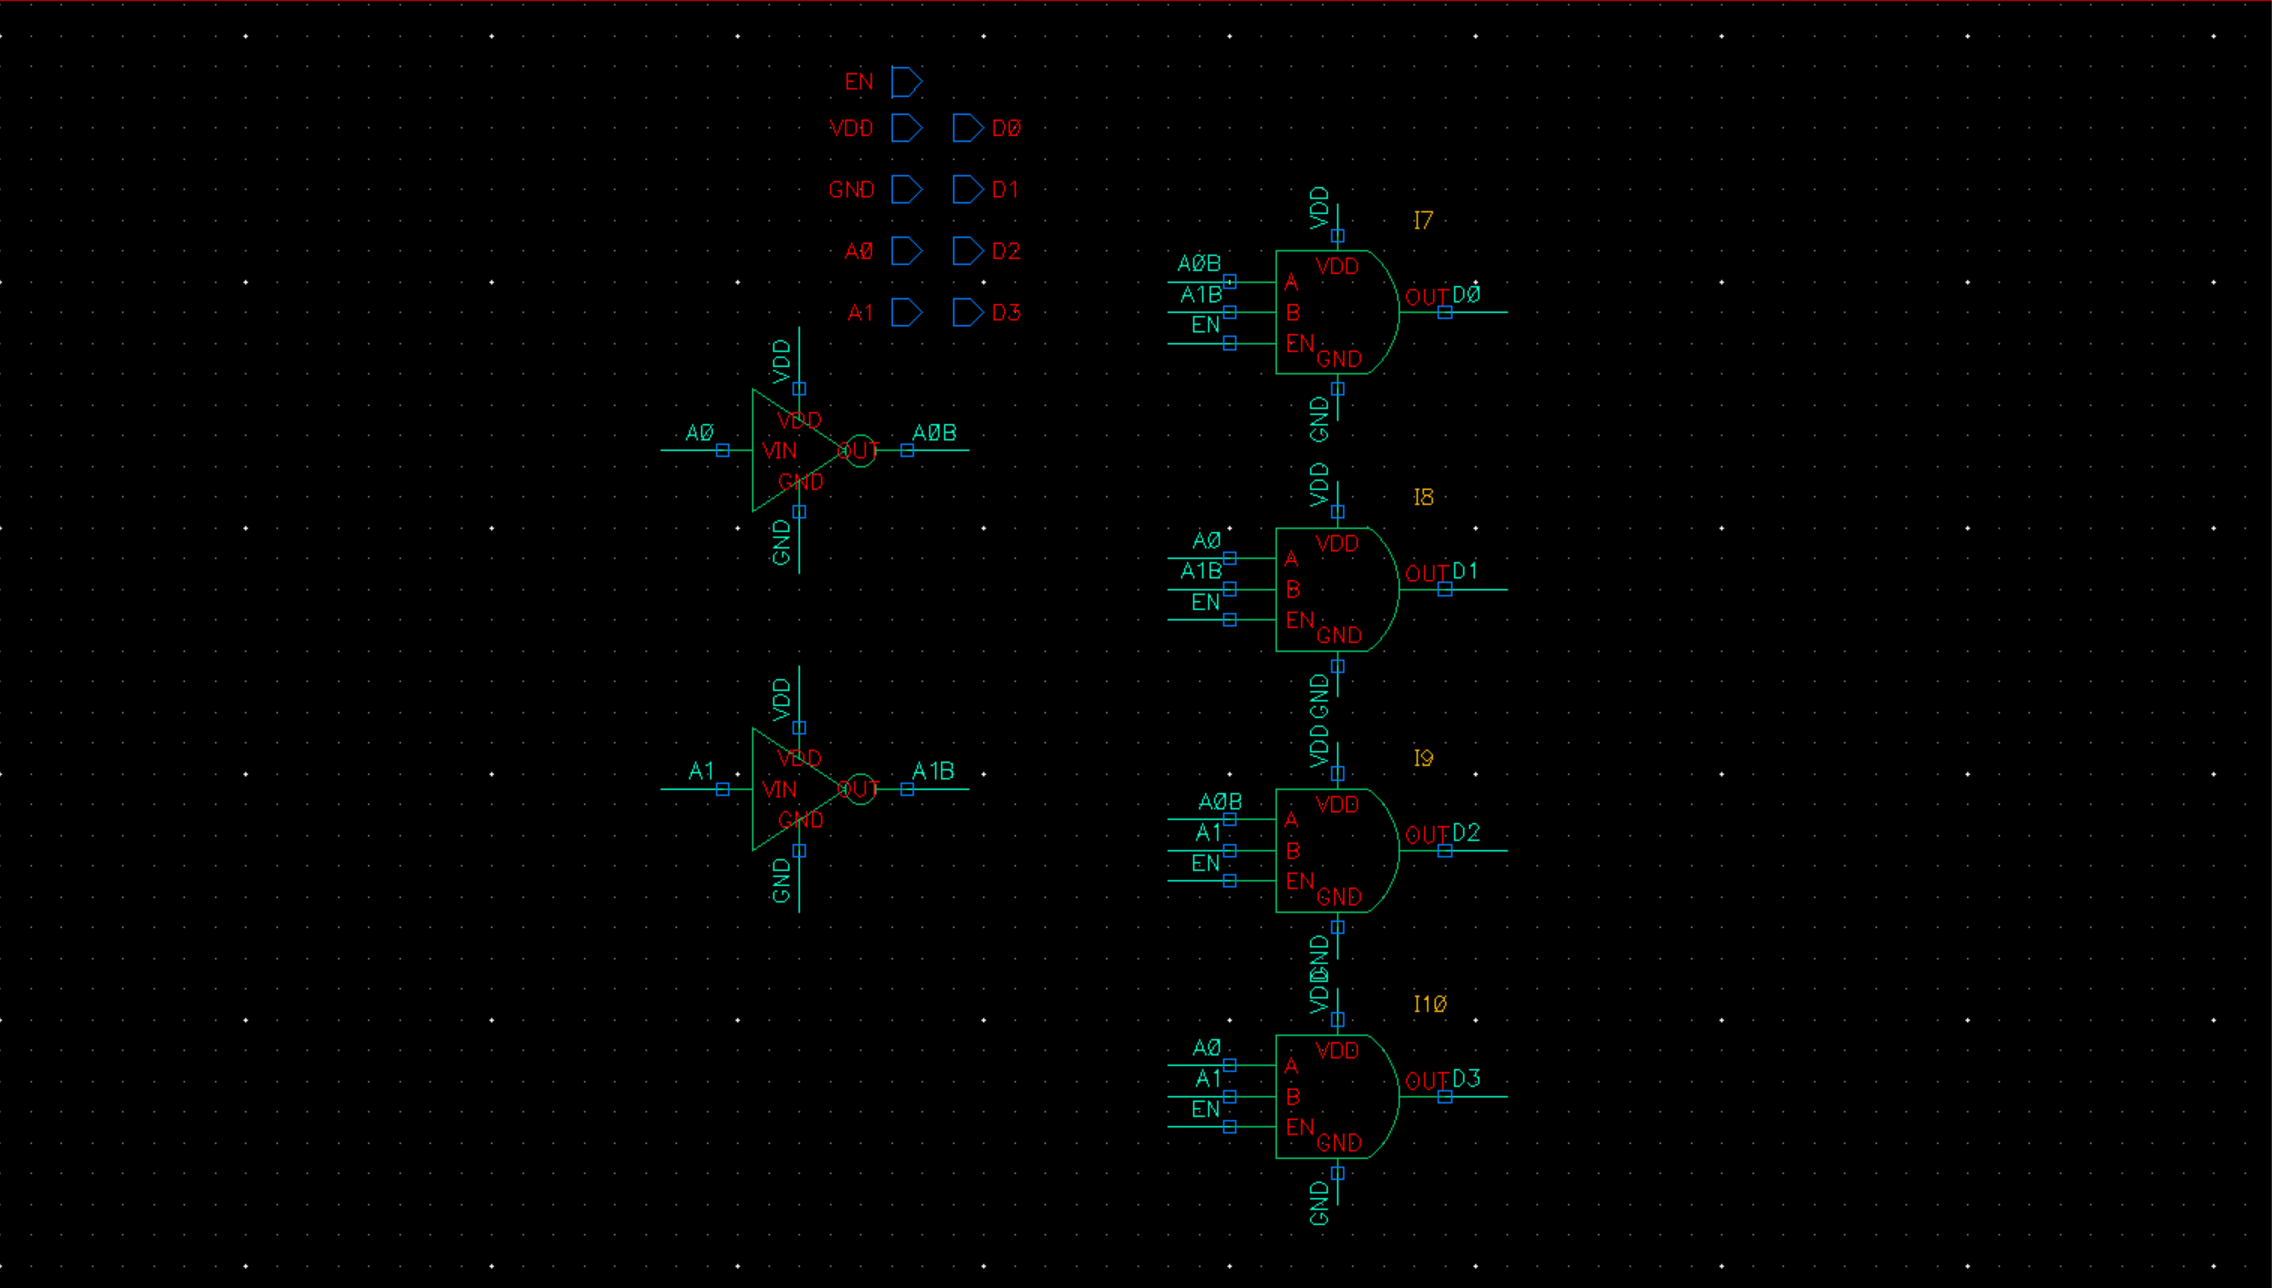 EN
VDD D0
GND D1
A0 D2
A1 D3
VDD
A0 VDD A0B
VIN OUT
GND
GND
VDD
A1 VDD A1B
VIN OUT
GND
GND
VDD I7
A0B VDD
A
A1B B OUT D0
EN EN
GND
GND
VDD I8
A0 VDD
A
A1B B OUT D1
EN EN
GND
GND
VDD I9
A0B VDD
A
A1 B OUT D2
EN EN
GND
GND
VDD I10
A0 VDD
A
A1 B OUT D3
EN EN
GND
GND